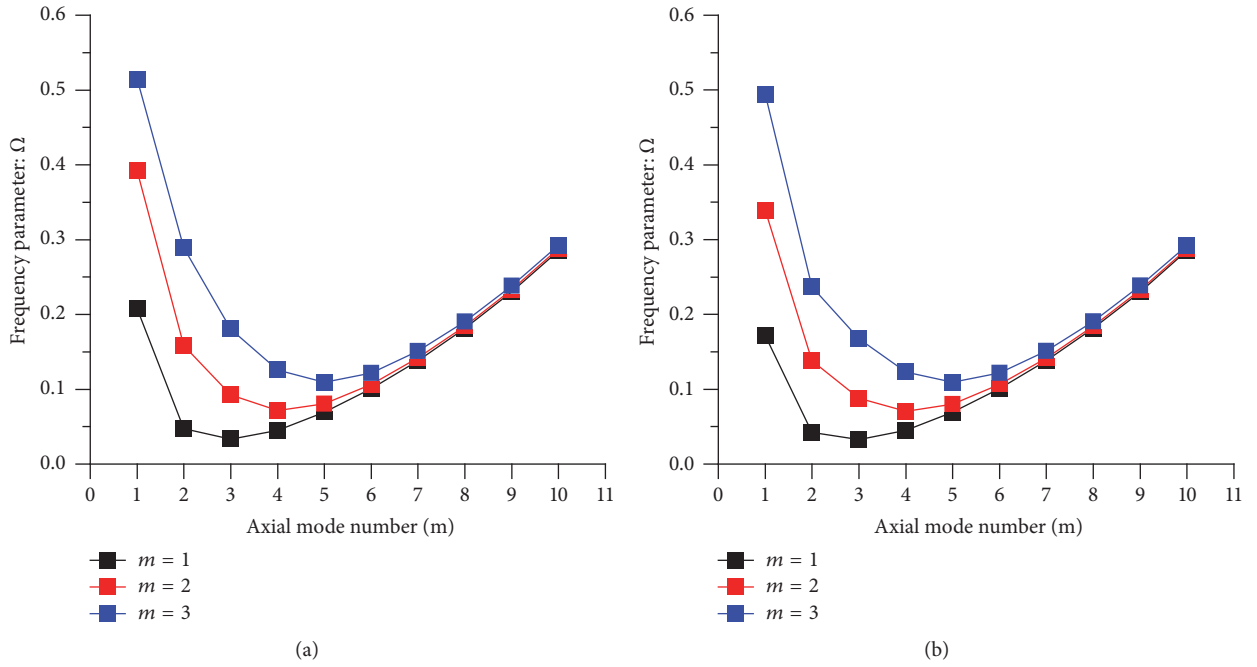 0.6
0.5
0.4
0.3
0.2
0.1
0.0
Frequency parameter: Ω
0 1 2 3 4 5 6 7 8 9 10 11
Axial mode number (m)
m = 1
m = 2
m = 3
(a)
0.6
0.5
0.4
0.3
0.2
0.1
0.0
Frequency parameter: Ω
0 1 2 3 4 5 6 7 8 9 10 11
Axial mode number (m)
m = 1
m = 2
m = 3
(b)